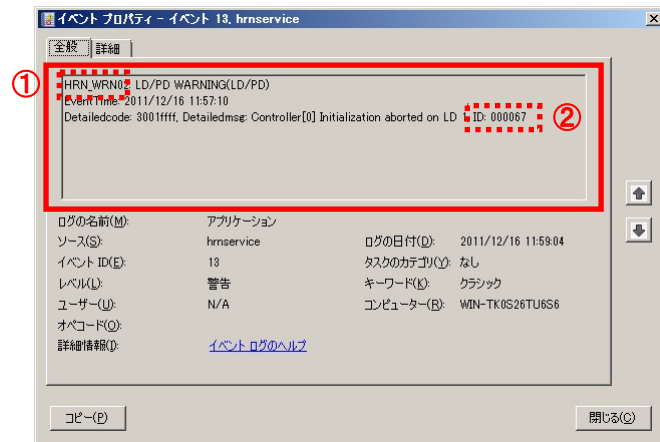 イベント プロパティ - イベント 13, hrnservice
全般 詳細
①
HRN_WRN02: LD/PD WARNING(LD/PD)
EventTime: 2011/12/16 11:57:10
Detailedcode: 3001ffff, Detailedmsg: Controller[0] Initialization aborted on LD 1 ID: 000067
②
ログの名前(M): アプリケーション
ソース(S): hrnservice ログの日付(D): 2011/12/16 11:59:04
イベント ID(E): 13 タスクのカテゴリ(Y): なし
レベル(L): 警告 キーワード(K): クラシック
ユーザー(U): N/A コンピューター(R): WIN-TK0S26TU6S6
オペコード(O):
詳細情報(I): イベント ログのヘルプ
コピー(P) 閉じる(C)